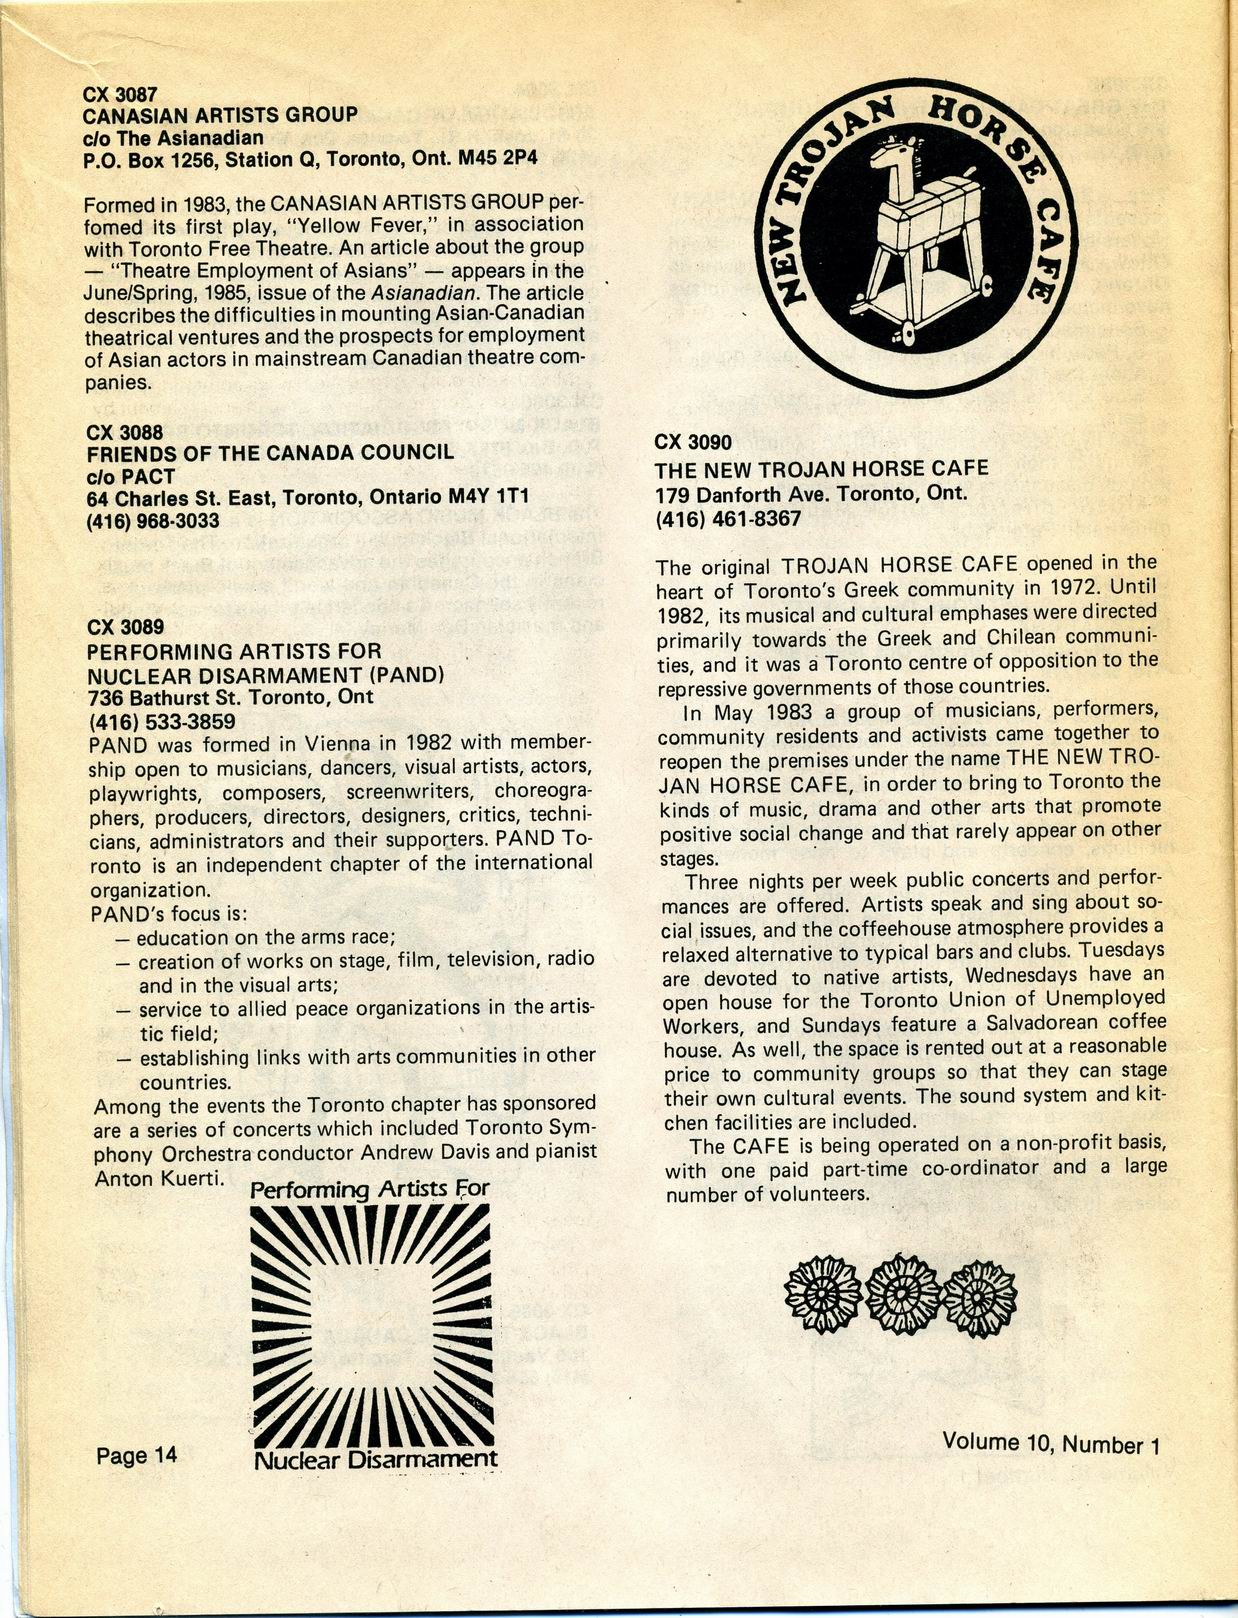 CX 3087
CANASIAN ARTISTS GROUP
c/o The Asianadian
P.O. Box 1256, Station Q, Toronto, Ont. M45 2P4
Formed in 1983, the CANASIAN ARTISTS GROUP per-
fomed its first play, “Yellow Fever,” in association
with Toronto Free Theatre. An article about the group
— “Theatre Employment of Asians” — appears in the
June/Spring, 1985, issue of the Asianadian. The article
describes the difficulties in mounting Asian-Canadian
theatrical ventures and the prospects for employment
of Asian actors in mainstream Canadian theatre com-
panies.
CX 3088
FRIENDS OF THE CANADA COUNCIL
c/o PACT
64 Charles St. East, Toronto, Ontario M4Y 1T1
(416) 968-3033
CX 3089
PERFORMING ARTISTS FOR
NUCLEAR DISARMAMENT (PAND)
736 Bathurst St. Toronto, Ont
(416) 533-3859
PAND was formed in Vienna in 1982 with member-
ship open to musicians, dancers, visual artists, actors,
playwrights, composers, screenwriters, choreogra-
phers, producers, directors, designers, critics, techni-
cians, administrators and their supporters. PAND To-
ronto is an independent chapter of the international
organization.
PAND's focus is:
— education on the arms race;
— creation of works on stage, film, television, radio
and in the visual arts;
— service to allied peace organizations in the artis-
tic field;
— establishing links with arts communities in other
countries.
Among the events the Toronto chapter has sponsored
are a series of concerts which included Toronto Sym-
phony Orchestra conductor Andrew Davis and pianist
Anton Kuerti.
Performing Artists For
Nuclear Disarmament
Page 14
NEW TROJAN HORSE CAFE
CX 3090
THE NEW TROJAN HORSE CAFE
179 Danforth Ave. Toronto, Ont.
(416) 461-8367
The original TROJAN HORSE CAFE opened in the
heart of Toronto's Greek community in 1972. Until
1982, its musical and cultural emphases were directed
primarily towards the Greek and Chilean communi-
ties, and it was a Toronto centre of opposition to the
repressive governments of those countries.
In May 1983 a group of musicians, performers,
community residents and activists came together to
reopen the premises under the name THE NEW TRO-
JAN HORSE CAFE, in order to bring to Toronto the
kinds of music, drama and other arts that promote
positive social change and that rarely appear on other
stages.
Three nights per week public concerts and perfor-
mances are offered. Artists speak and sing about so-
cial issues, and the coffeehouse atmosphere provides a
relaxed alternative to typical bars and clubs. Tuesdays
are devoted to native artists, Wednesdays have an
open house for the Toronto Union of Unemployed
Workers, and Sundays feature a Salvadorean coffee
house. As well, the space is rented out at a reasonable
price to community groups so that they can stage
their own cultural events. The sound system and kit-
chen facilities are included.
The CAFE is being operated on a non-profit basis,
with one paid part-time co-ordinator and a large
number of volunteers.
Volume 10, Number 1